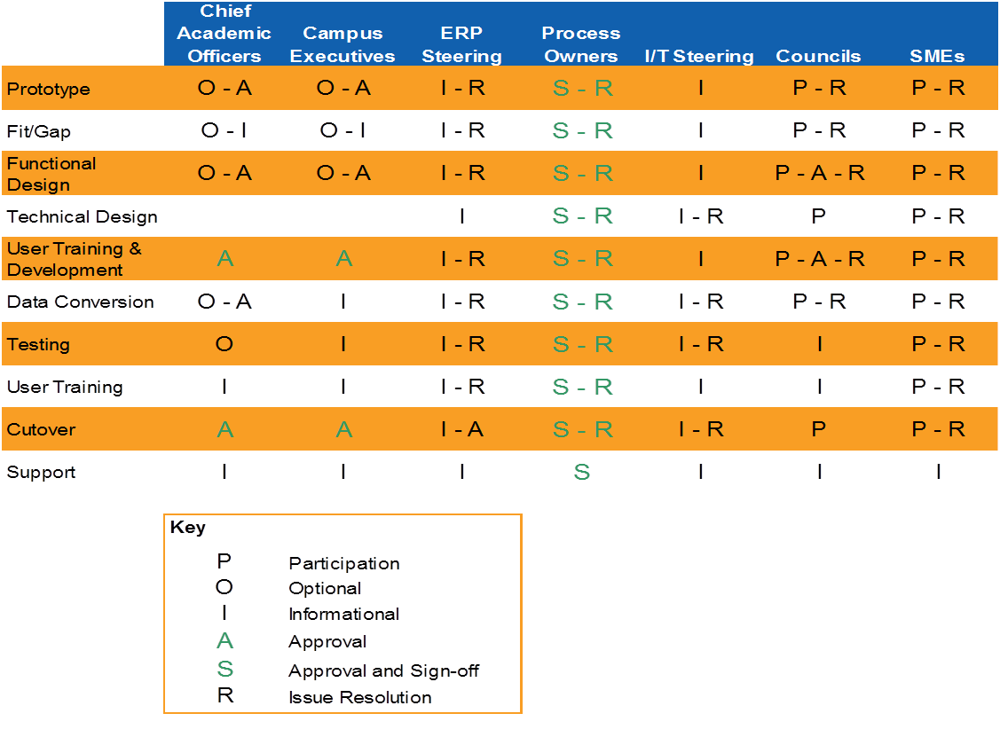 Chief
Academic Campus ERP Process
Officers Executives Steering Owners I/T Steering Councils SMEs
Prototype O - A O - A I - R S - R I P - R P - R
Fit/Gap O - I O - I I - R S - R I P - R P - R
Functional
Design O - A O - A I - R S - R I P - A - R P - R
Technical Design I S - R I - R P P - R
User Training &
Development A A I - R S - R I P - A - R P - R
Data Conversion O - A I I - R S - R I - R P - R P - R
Testing O I I - R S - R I - R I P - R
User Training I I I - R S - R I I P - R
Cutover A A I - A S - R I - R P P - R
Support I I I S I I I
Key
P Participation
O Optional
I Informational
A Approval
S Approval and Sign-off
R Issue Resolution